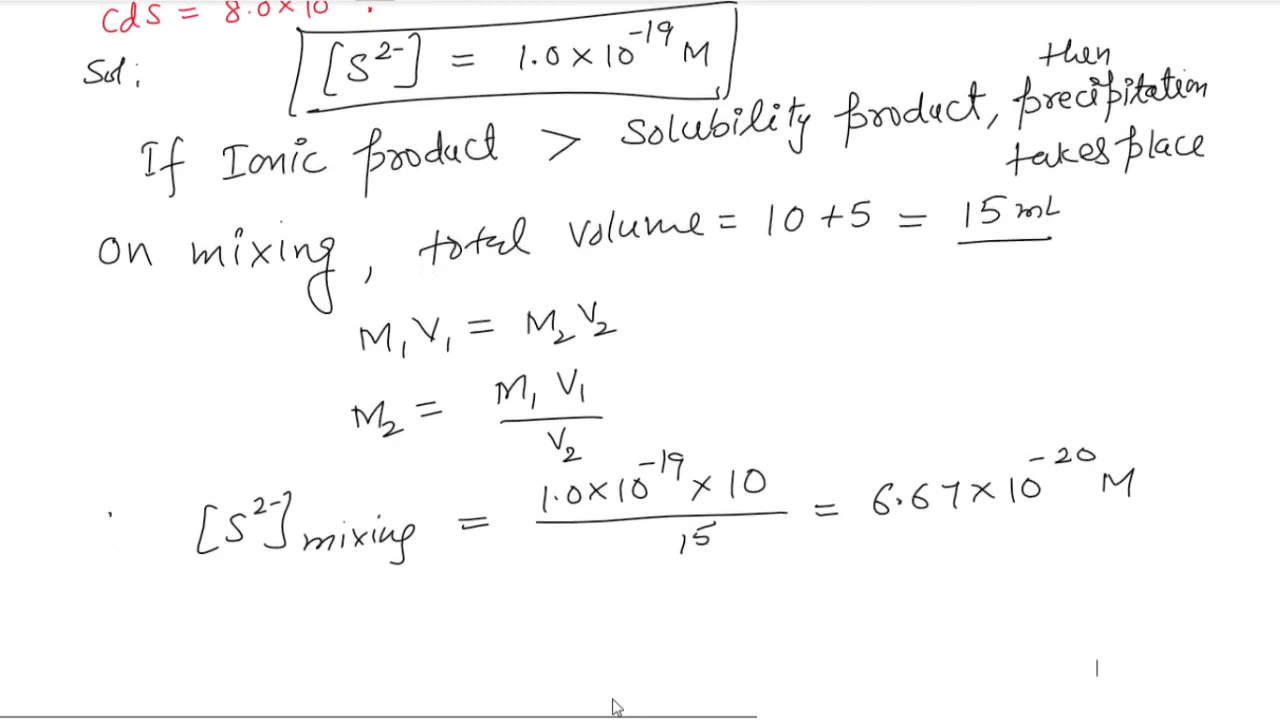 CdS = 8.0 × 10
Sol:
[S²⁻] = 1.0 × 10⁻¹⁹ M
If Ionic product > Solubility product, then precipitation takes place
On mixing, total volume = 10 + 5 = 15 mL
M₁V₁ = M₂V₂
M₂ = M₁ V₁ / V₂
[S²⁻]mixing = 1.0 × 10⁻¹⁹ × 10 / 15 = 6.67 × 10⁻²⁰ M